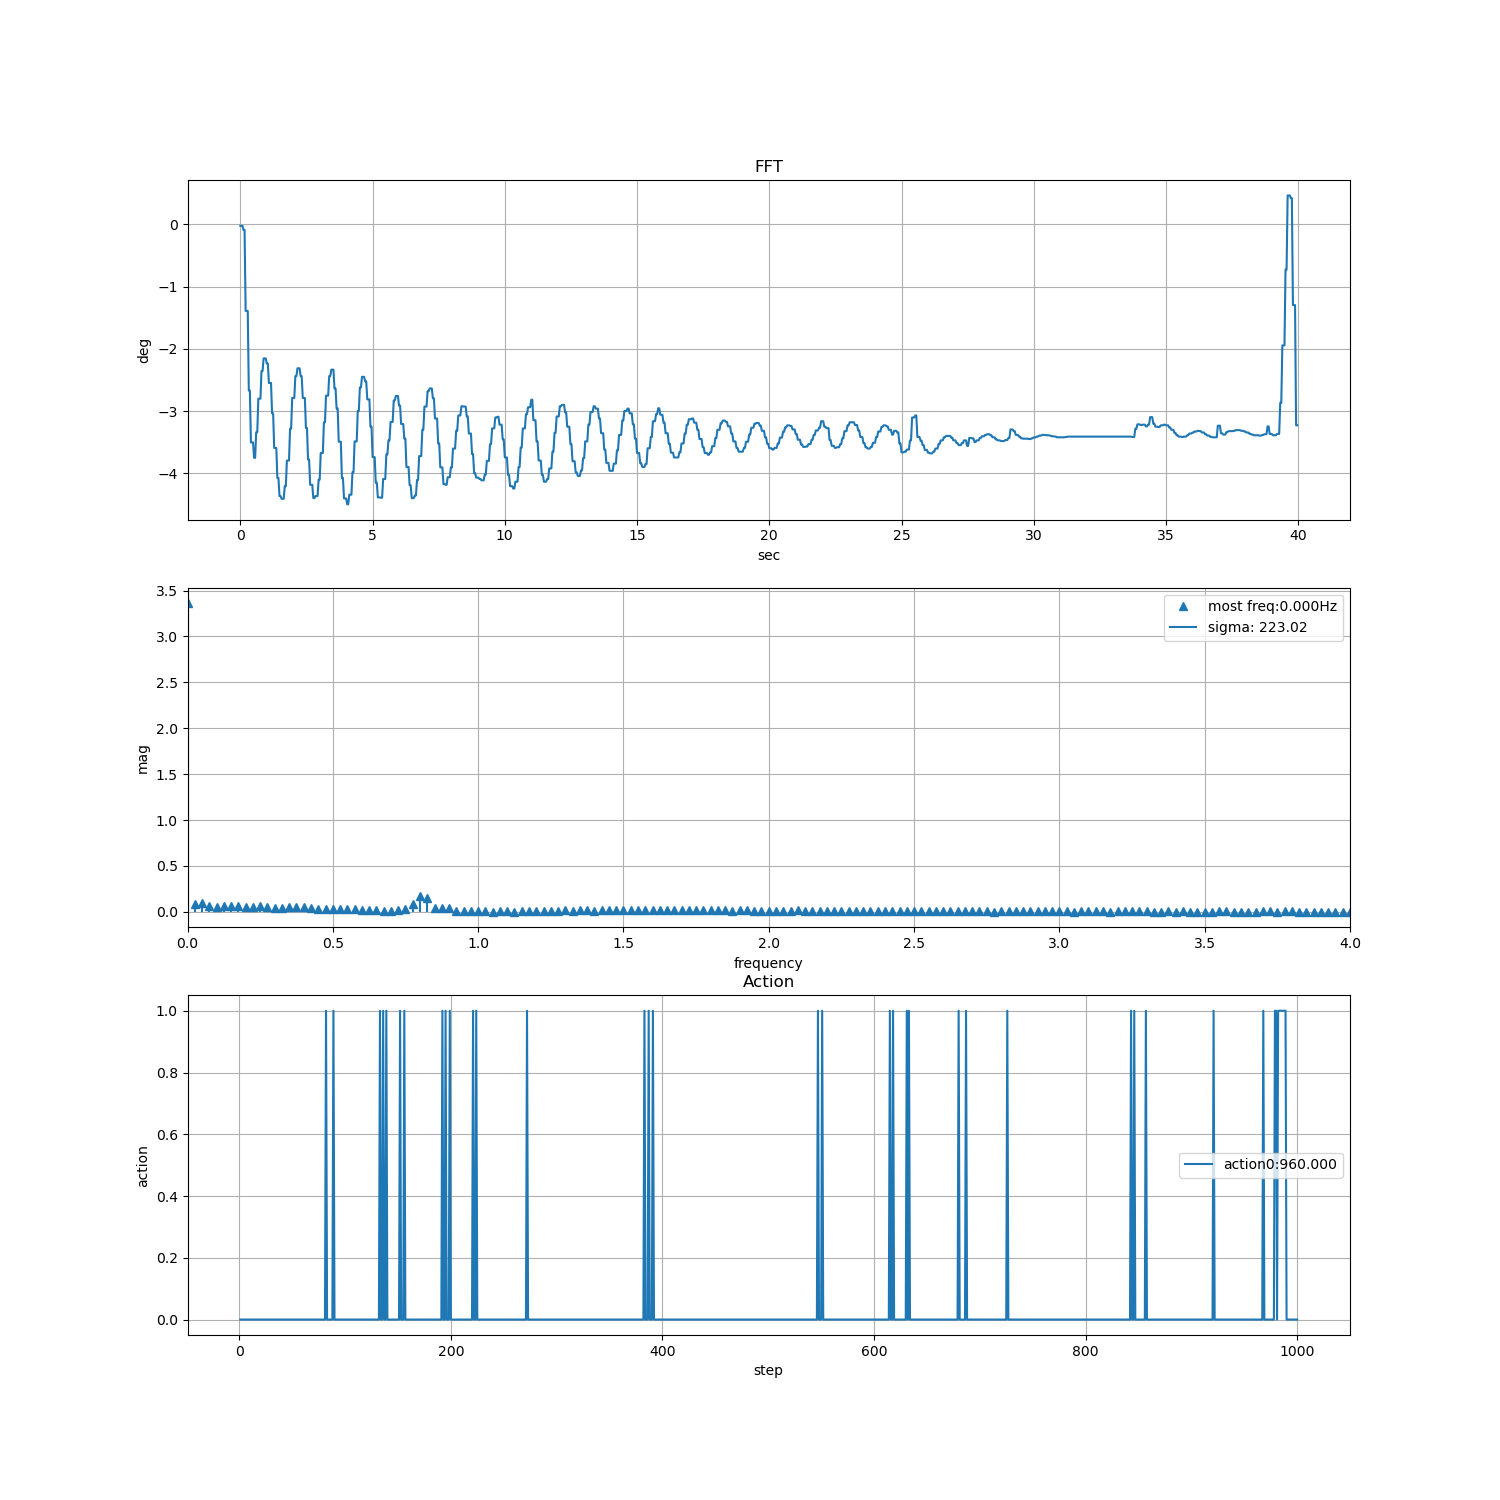 FFT
0
−1
−2
−3
−4
deg
0 5 10 15 20 25 30 35 40
sec
3.5
3.0
2.5
2.0
1.5
1.0
0.5
0.0
mag
most freq:0.000Hz
sigma: 223.02
0.0 0.5 1.0 1.5 2.0 2.5 3.0 3.5 4.0
frequency
Action
1.0
0.8
0.6
0.4
0.2
0.0
action
action0:960.000
0 200 400 600 800 1000
step